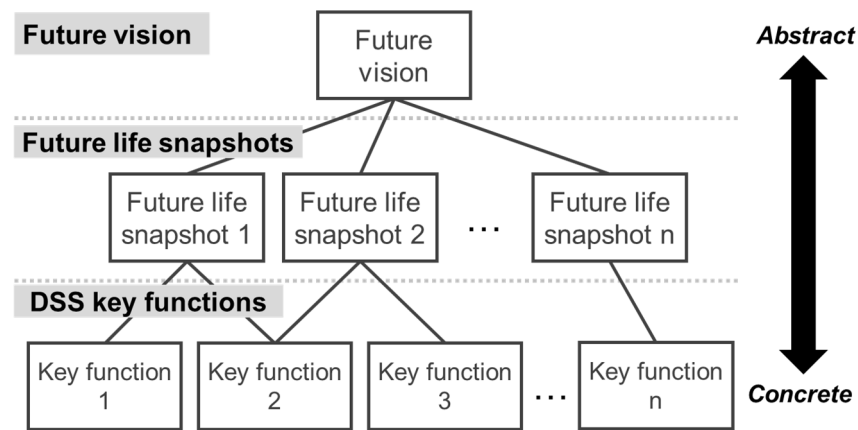 Future vision
Future
vision
Abstract
Future life snapshots
Future life
snapshot 1
Future life
snapshot 2
...
Future life
snapshot n
DSS key functions
Key function
1
Key function
2
Key function
3
...
Key function
n
Concrete